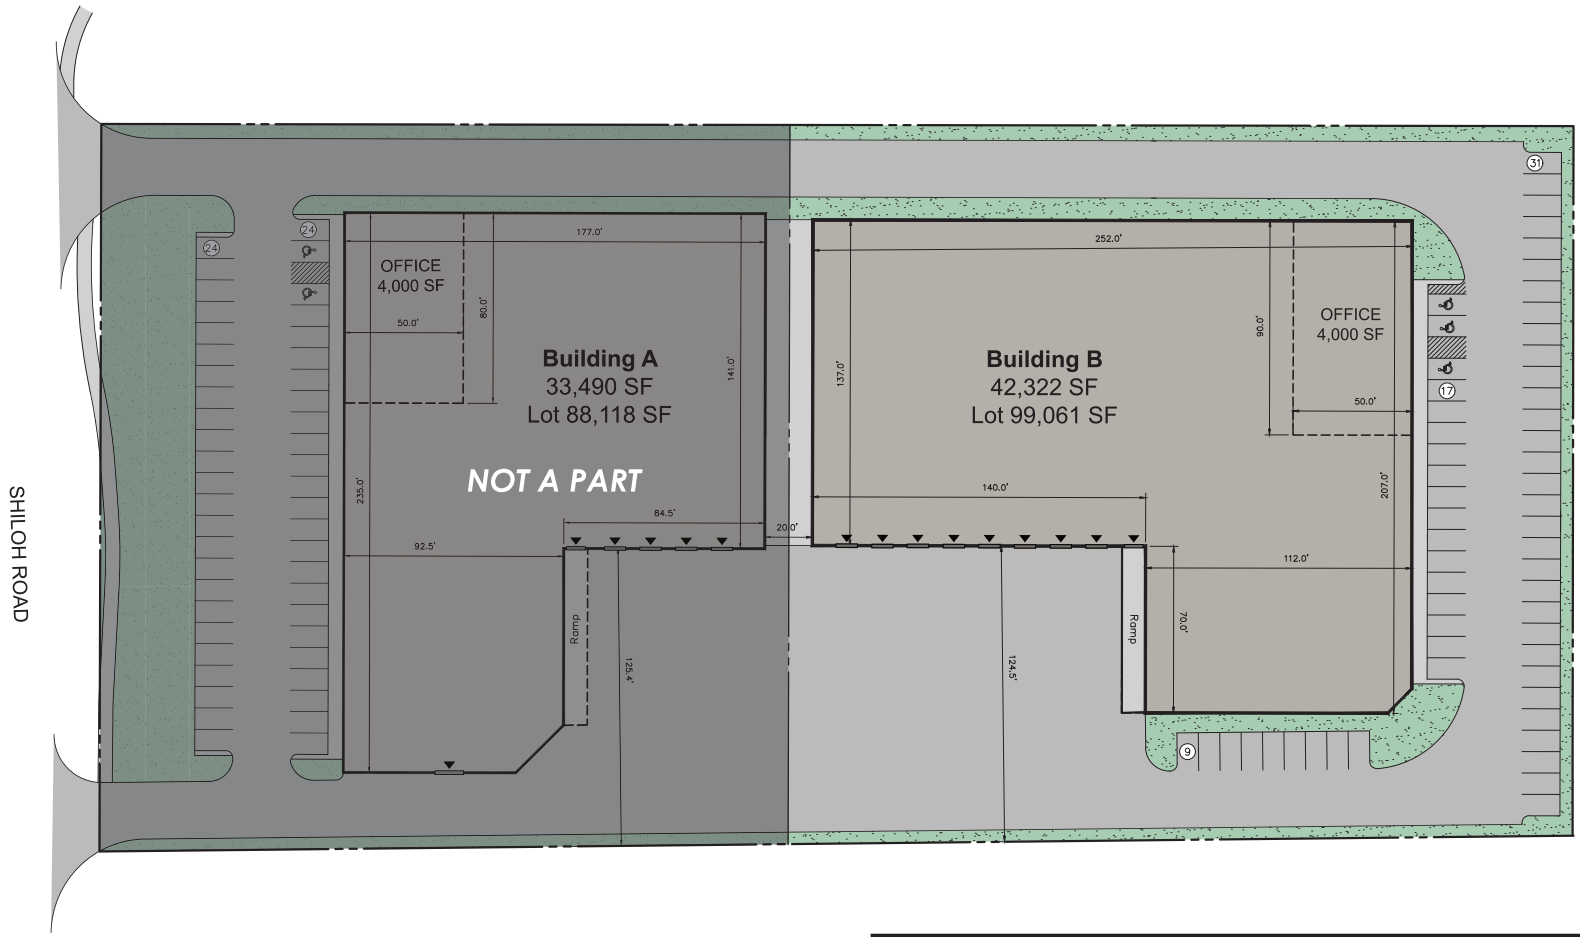 31
24
24
177.0'
252.0'
OFFICE
4,000 SF
50.0'
80.0'
141.0'
Building A
33,490 SF
Lot 88,118 SF
NOT A PART
235.0'
84.5'
92.5'
20.0'
Ramp
125.4'
137.0'
Building B
42,322 SF
Lot 99,061 SF
90.0'
OFFICE
4,000 SF
50.0'
17
207.0'
140.0'
112.0'
Ramp
70.0'
124.5'
9
SHILOH ROAD